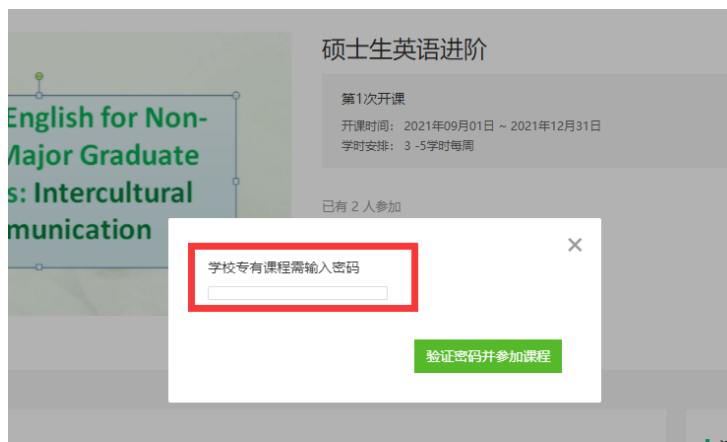 硕士生英语进阶
第1次开课
English for Non-
Major Graduate
开课时间： 2021年09月01日 ~ 2021年12月31日
学时安排： 3 -5学时每周
s: Intercultural
munication
已有 2 人参加
×
学校专有课程需输入密码
验证密码并参加课程